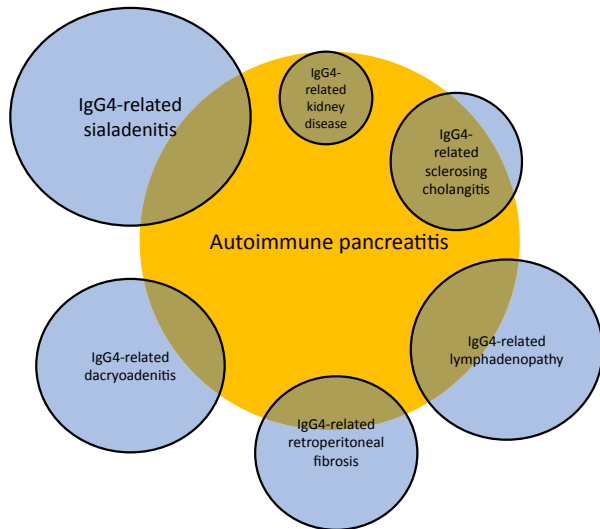 IgG4-related
sialadenitis
IgG4-
related
kidney
disease
IgG4-
related
sclerosing
cholangitis
Autoimmune pancreatitis
IgG4-related
dacryoadenitis
IgG4-related
lymphadenopathy
IgG4-related
retroperitoneal
fibrosis